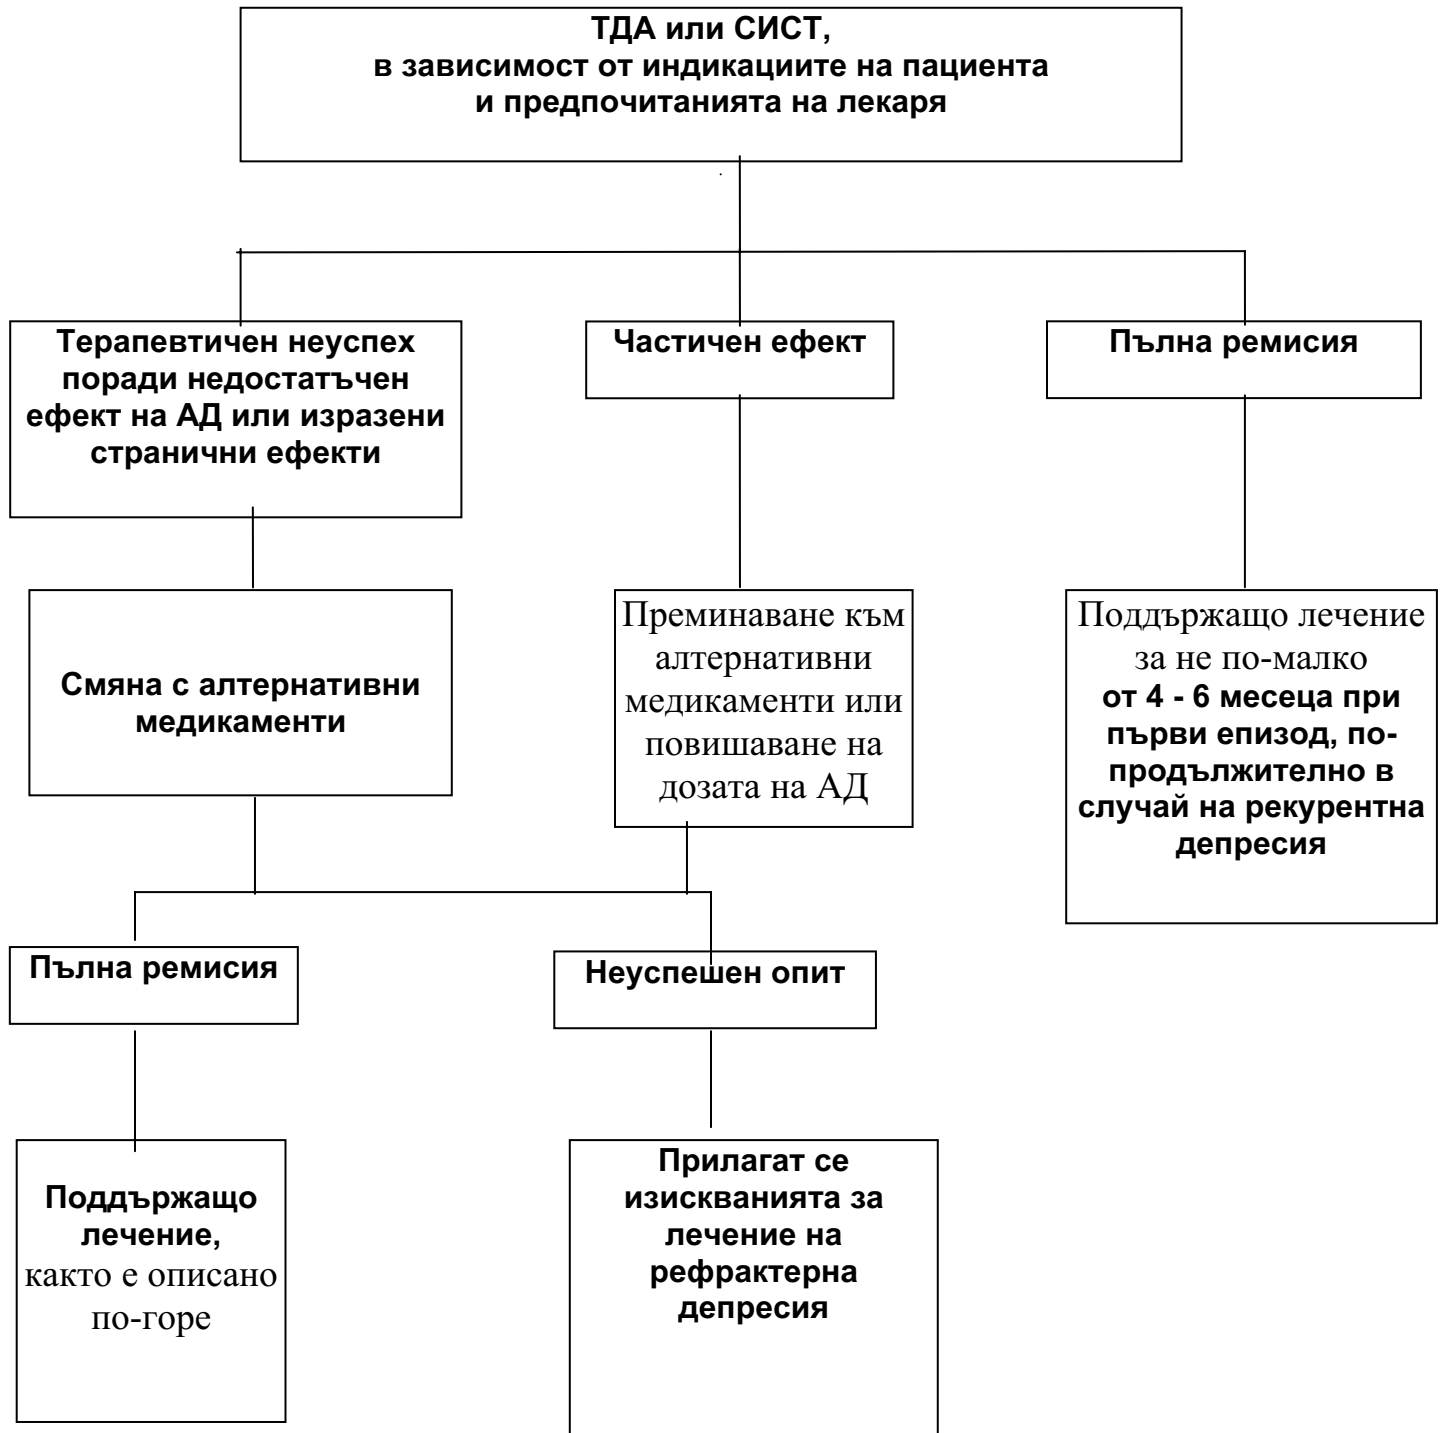 ТДА или СИСТ,
в зависимост от индикациите на пациента
и предпочитанията на лекаря
Терапевтичен неуспех
поради недостатъчен
ефект на АД или изразени
странични ефекти
Частичен ефект
Пълна ремисия
Смяна с алтернативни
медикаменти
Преминаване към
алтернативни
медикаменти или
повишаване на
дозата на АД
Поддържащо лечение
за не по-малко
от 4 - 6 месеца при
първи епизод, по-
продължително в
случай на рекурентна
депресия
Пълна ремисия
Неуспешен опит
Поддържащо
лечение,
както е описано
по-горе
Прилагат се
изискванията за
лечение на
рефрактерна
депресия